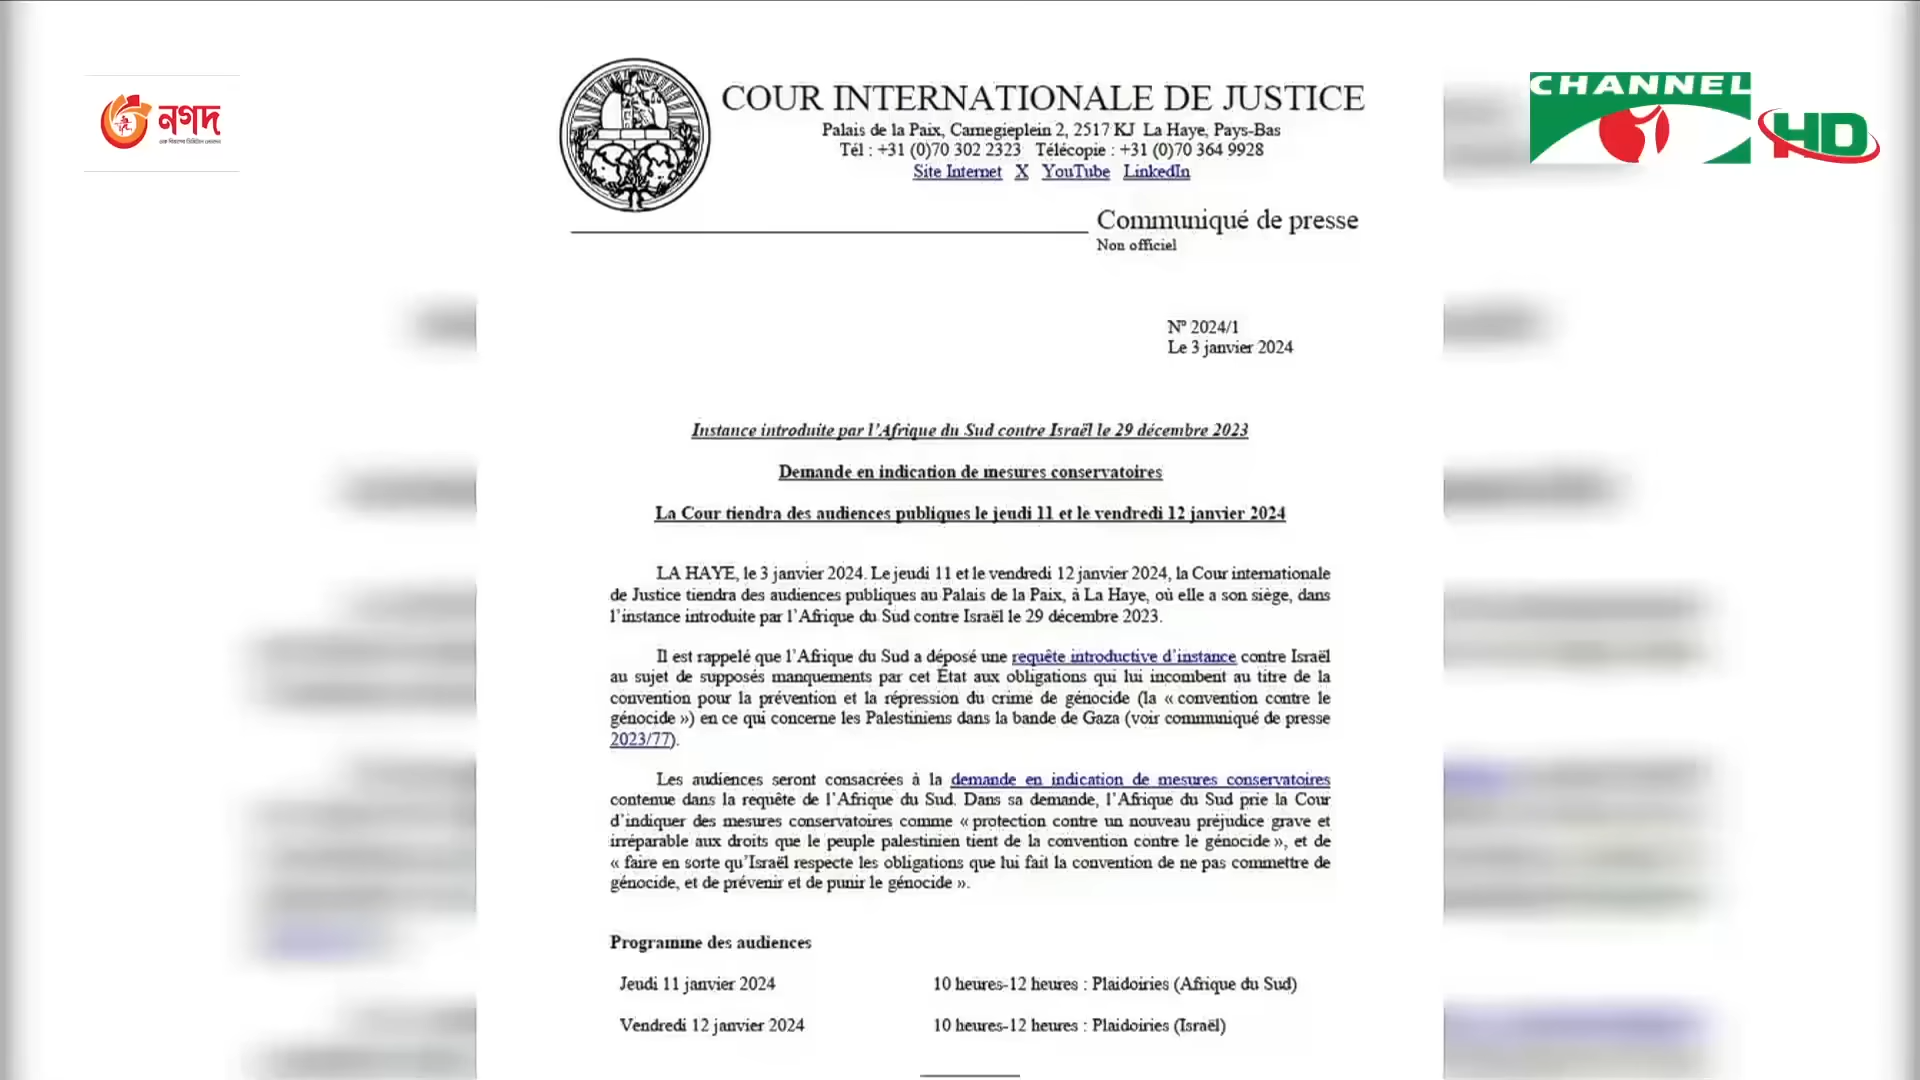 নগদ
CHANNEL
HD
COUR INTERNATIONALE DE JUSTICE
Palais de la Paix, Carnegieplein 2, 2517 KJ La Haye, Pays-Bas
Tél : +31 (0)70 302 2323 Télécopie : +31 (0)70 364 9928
Site Internet X YouTube LinkedIn
Communiqué de presse
Non officiel
N° 2024/1
Le 3 janvier 2024
Instance introduite par l’Afrique du Sud contre Israël le 29 décembre 2023
Demande en indication de mesures conservatoires
La Cour tiendra des audiences publiques le jeudi 11 et le vendredi 12 janvier 2024
LA HAYE, le 3 janvier 2024. Le jeudi 11 et le vendredi 12 janvier 2024, la Cour internationale
de Justice tiendra des audiences publiques au Palais de la Paix, à La Haye, où elle a son siège, dans
l’instance introduite par l’Afrique du Sud contre Israël le 29 décembre 2023.
Il est rappelé que l’Afrique du Sud a déposé une requête introductive d’instance contre Israël
au sujet de supposés manquements par cet Etat aux obligations qui lui incombent au titre de la
convention pour la prévention et la répression du crime de génocide (la « convention contre le
génocide ») en ce qui concerne les Palestiniens dans la bande de Gaza (voir communiqué de presse
2023/77).
Les audiences seront consacrées à la demande en indication de mesures conservatoires
contenue dans la requête de l’Afrique du Sud. Dans sa demande, l’Afrique du Sud prie la Cour
d’indiquer des mesures conservatoires comme « protection contre un nouveau préjudice grave et
irréparable aux droits que le peuple palestinien tient de la convention contre le génocide », et de
« faire en sorte qu’Israël respecte les obligations que lui fait la convention de ne pas commettre de
génocide, et de prévenir et de punir le génocide ».
Programme des audiences
Jeudi 11 janvier 2024 10 heures-12 heures : Plaidoiries (Afrique du Sud)
Vendredi 12 janvier 2024 10 heures-12 heures : Plaidoiries (Israël)